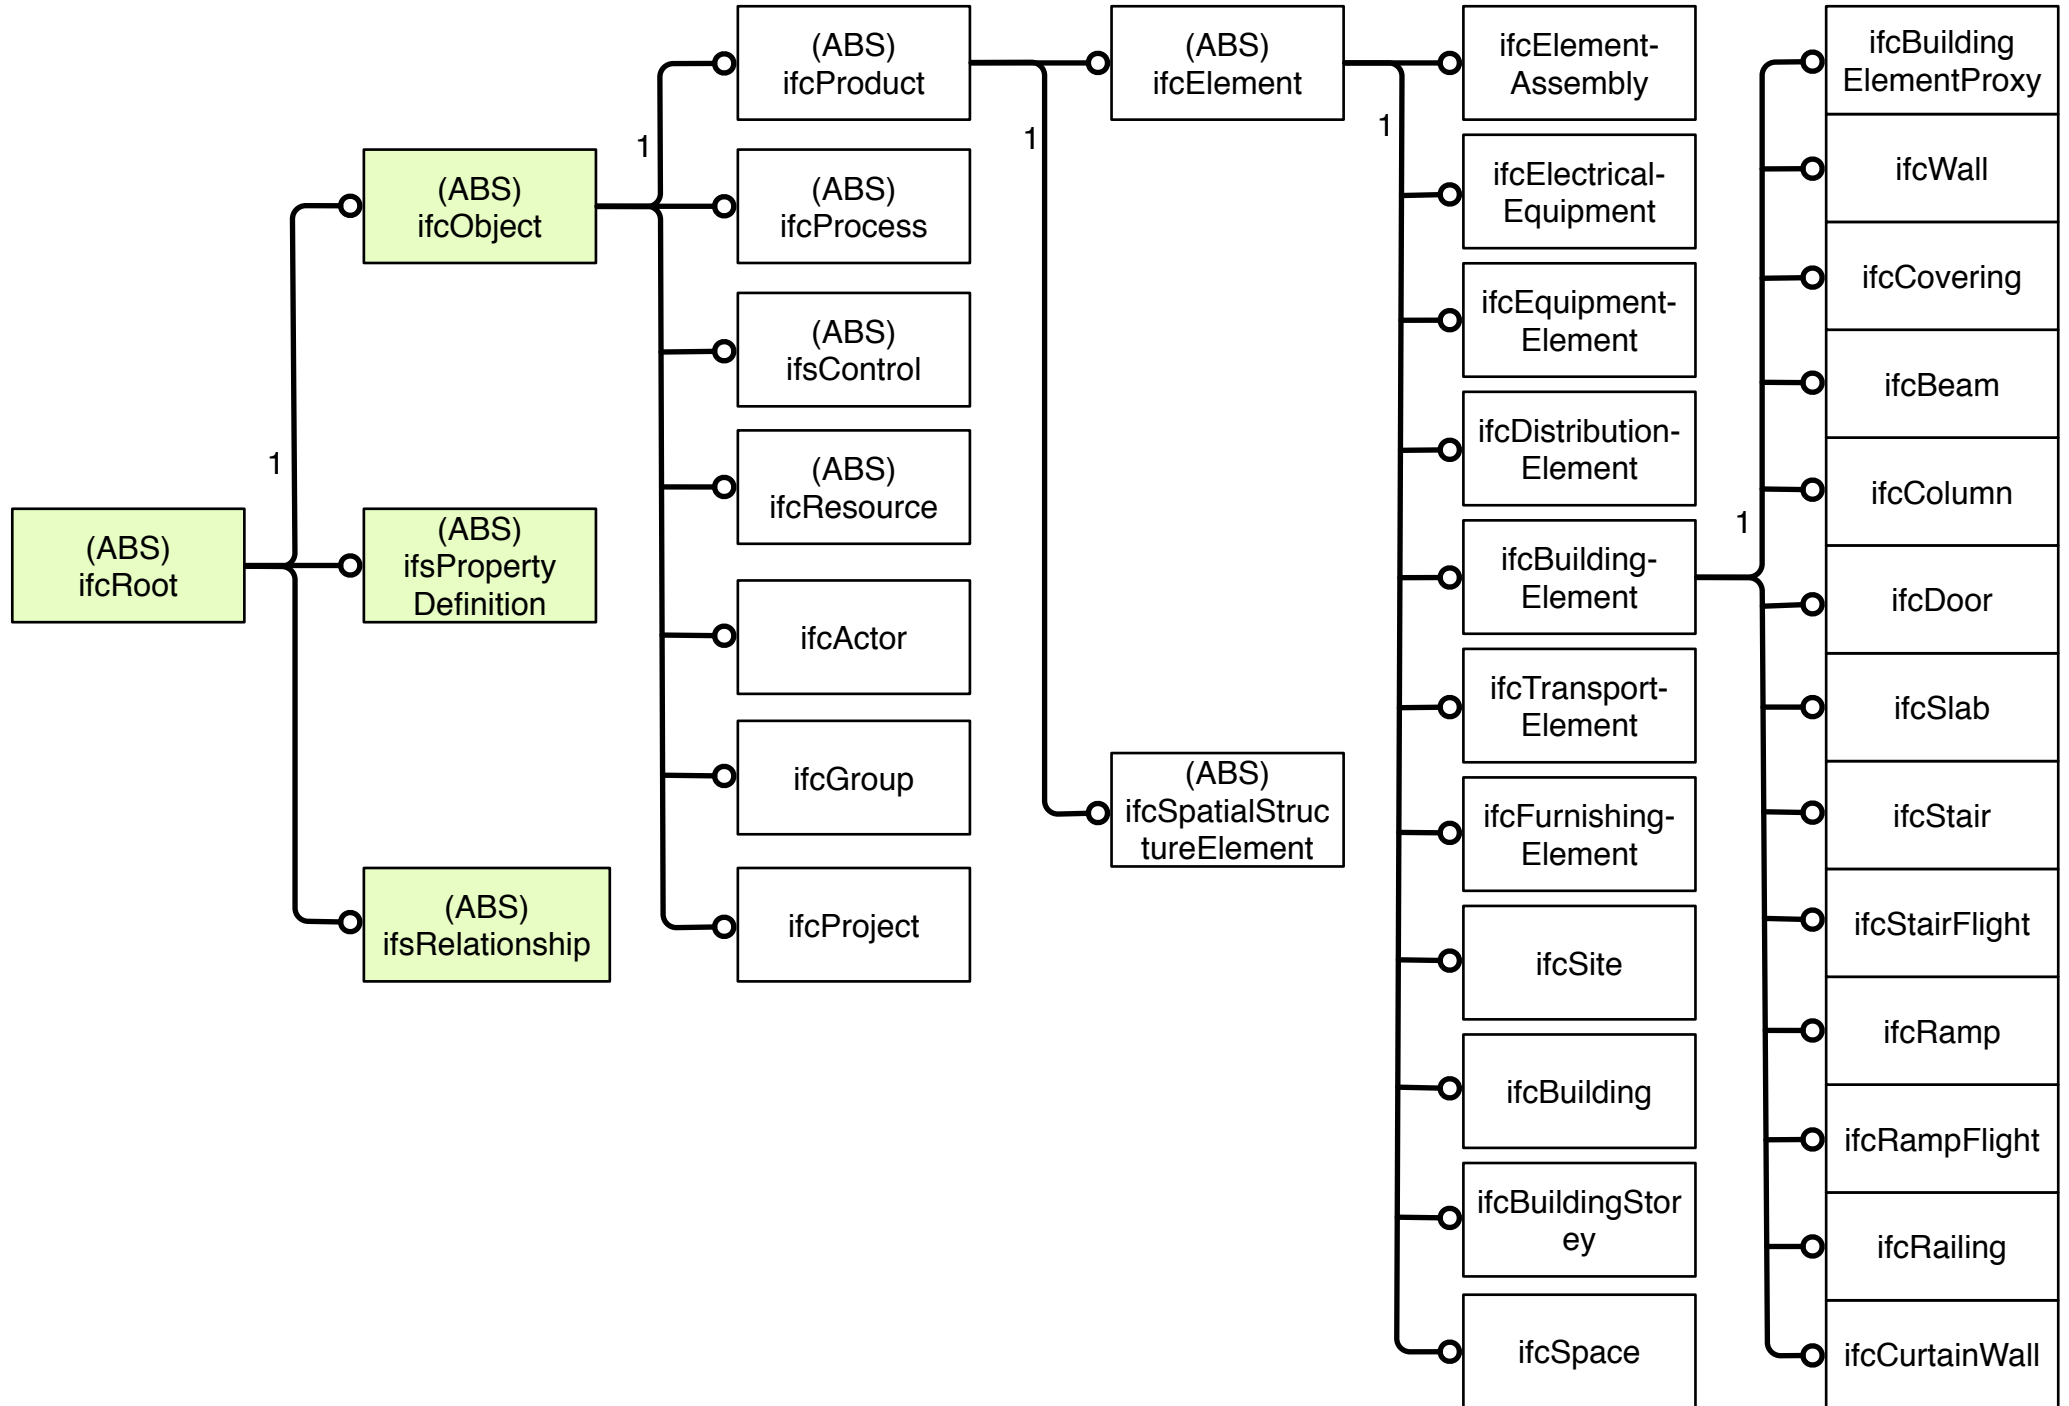 (ABS)
ifcRoot
1
(ABS)
ifcObject
(ABS)
ifsProperty
Definition
(ABS)
ifsRelationship
1
(ABS)
ifcProduct
(ABS)
ifcProcess
(ABS)
ifsControl
(ABS)
ifcResource
ifcActor
ifcGroup
ifcProject
1
(ABS)
ifcElement
(ABS)
ifcSpatialStruc
tureElement
1
ifcElement-
Assembly
ifcElectrical-
Equipment
ifcEquipment-
Element
ifcDistribution-
Element
ifcBuilding-
Element
ifcTransport-
Element
ifcFurnishing-
Element
ifcSite
ifcBuilding
ifcBuildingStor
ey
ifcSpace
1
ifcBuilding
ElementProxy
ifcWall
ifcCovering
ifcBeam
ifcColumn
ifcDoor
ifcSlab
ifcStair
ifcStairFlight
ifcRamp
ifcRampFlight
ifcRailing
ifcCurtainWall